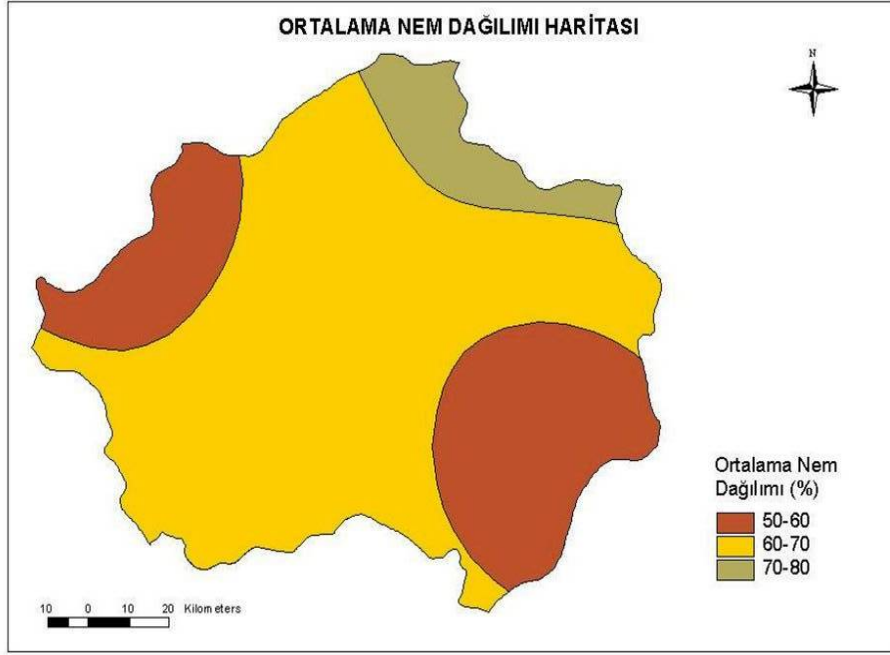 ORTALAMA NEM DAĞILIMI HARİTASI
N
Ortalama Nem
Dağılımı (%)
50-60
60-70
70-80
10 0 10 20 Kilometers